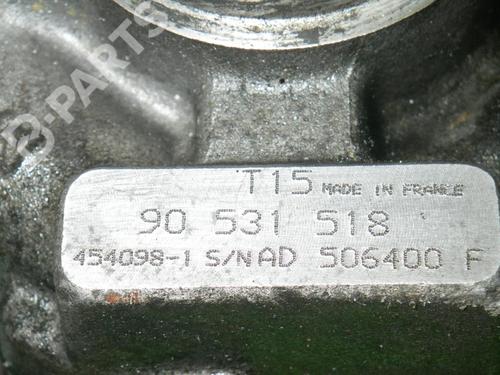 B-PARTS
T15 MADE IN FRANCE
90 531 518
454098-1 S/N AD 506400 F